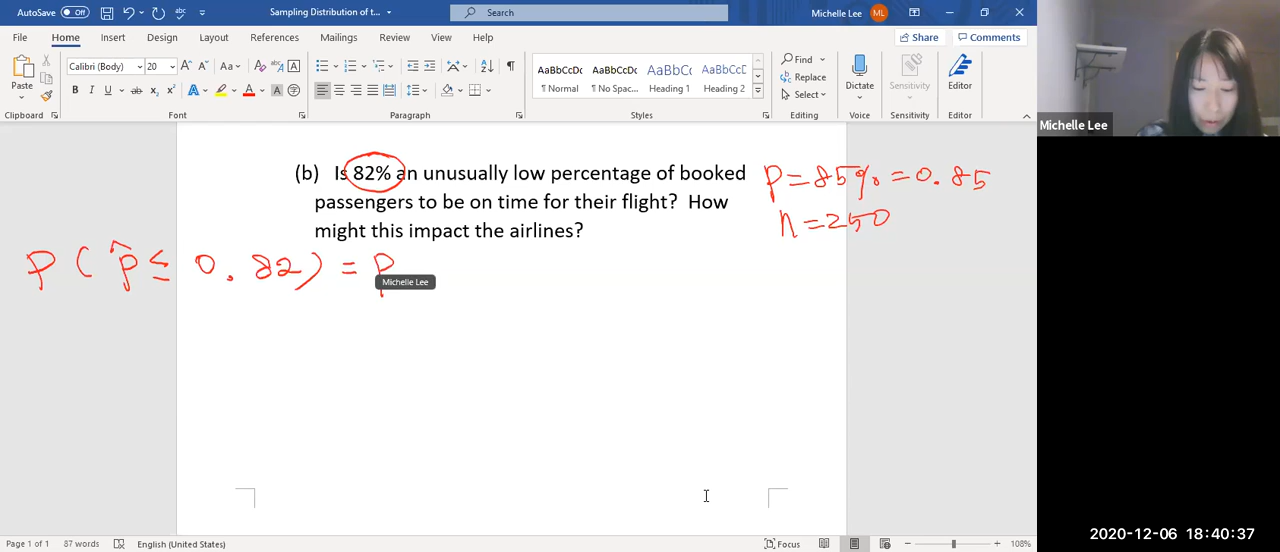 AutoSave Off Sampling Distribution of t... Search Michelle Lee ML
File Home Insert Design Layout References Mailings Review View Help Share Comments
Paste Calibri (Body) 20 Find
AaBbCcDc AaBbCcDc AaBbCc AaBbCcD Replace Dictate Sensitivity Editor
B I U ab x₂ x² A A ¶ Normal ¶ No Spac... Heading 1 Heading 2 Select
Clipboard Font Paragraph Styles Editing Voice Sensitivity Editor
Michelle Lee
(b) Is 82% an unusually low percentage of booked
passengers to be on time for their flight? How
might this impact the airlines?
p = 85% = 0.85
n = 250
P ( p̂ ≤ 0.82 ) = P
Michelle Lee
2020-12-06 18:40:37
Page 1 of 1 87 words English (United States) Focus 108%